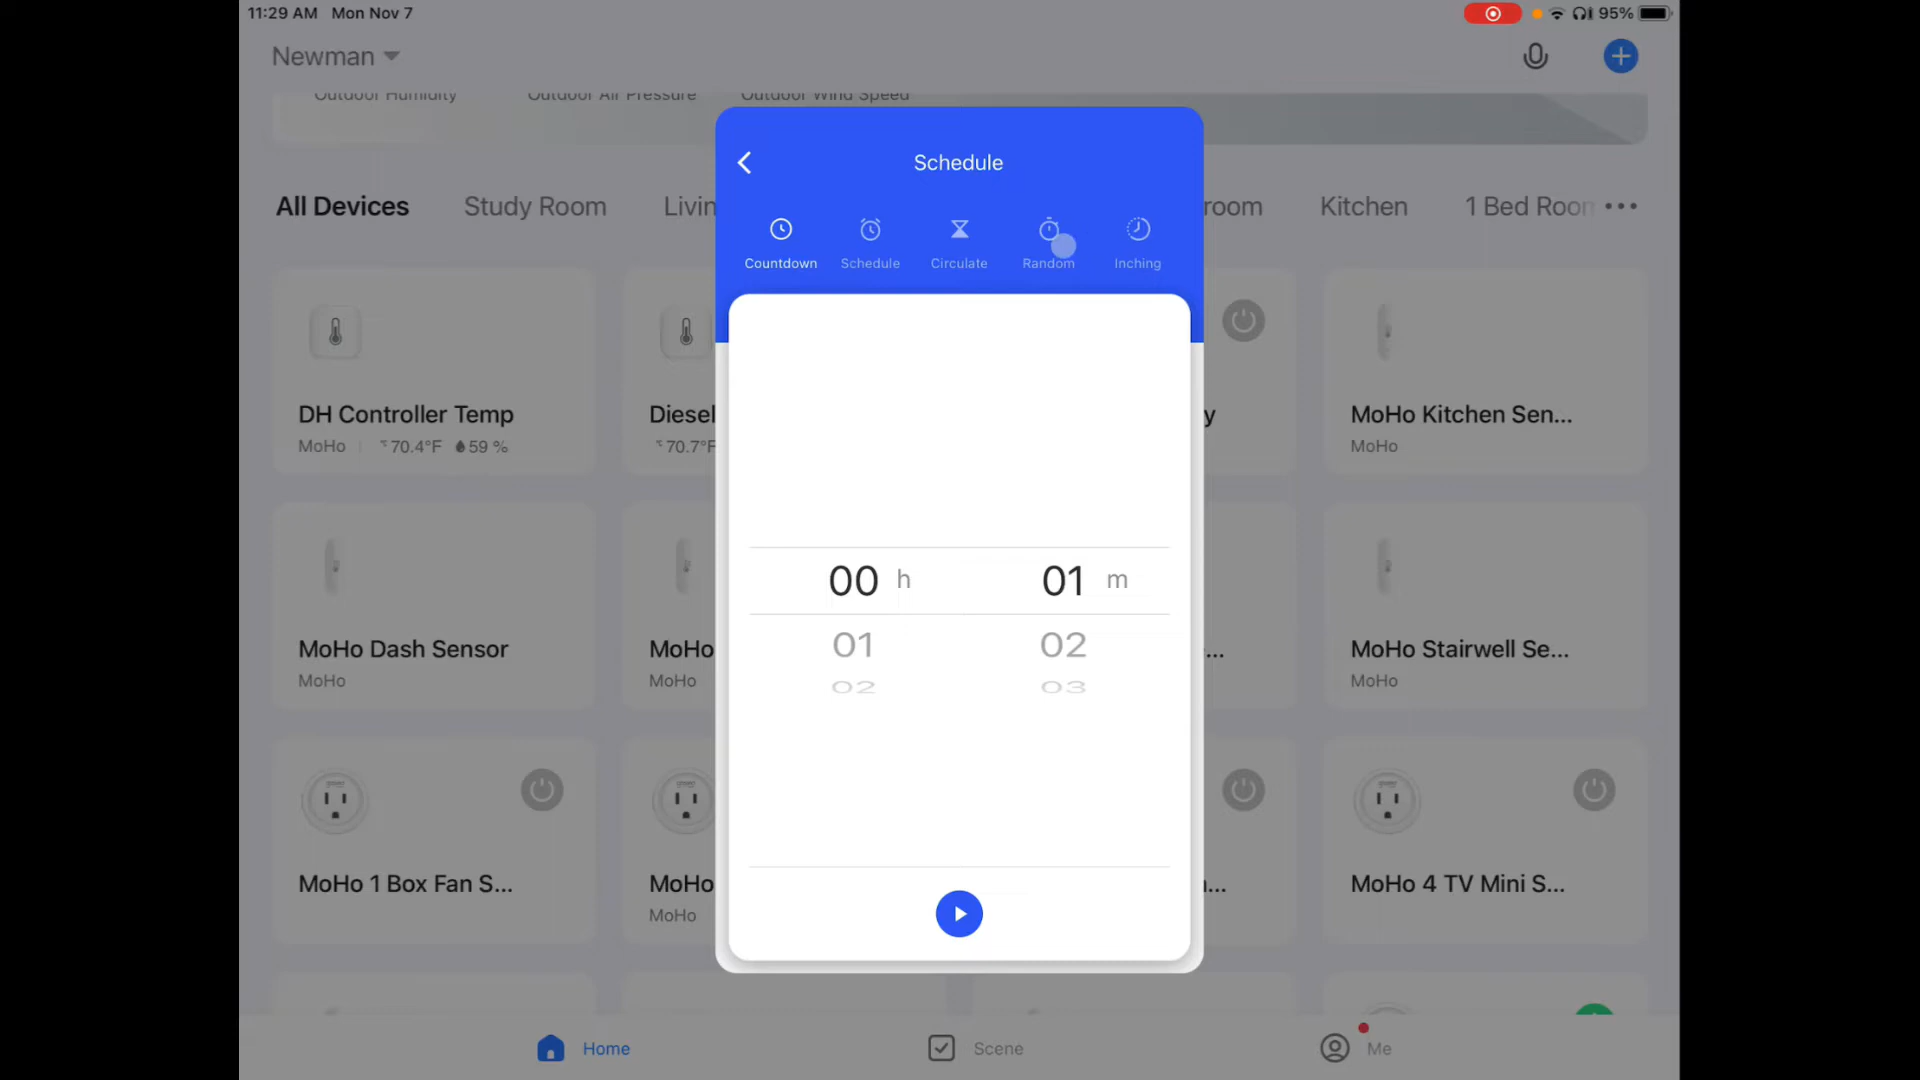 11:29 AM Mon Nov 7
95%
Newman
Outdoor Humidity Outdoor Air Pressure Outdoor Wind Speed
Schedule
All Devices Study Room Livin room Kitchen 1 Bed Room
Countdown Schedule Circulate Random Inching
DH Controller Temp
MoHo 70.4°F 59 %
Diesel
70.7°F
y
MoHo Kitchen Sen...
MoHo
00 h 01 m
01 02
02 03
MoHo Dash Sensor
MoHo
MoHo
MoHo
...
MoHo Stairwell Se...
MoHo
MoHo 1 Box Fan S...
MoHo
MoHo
...
MoHo 4 TV Mini S...
Home Scene Me